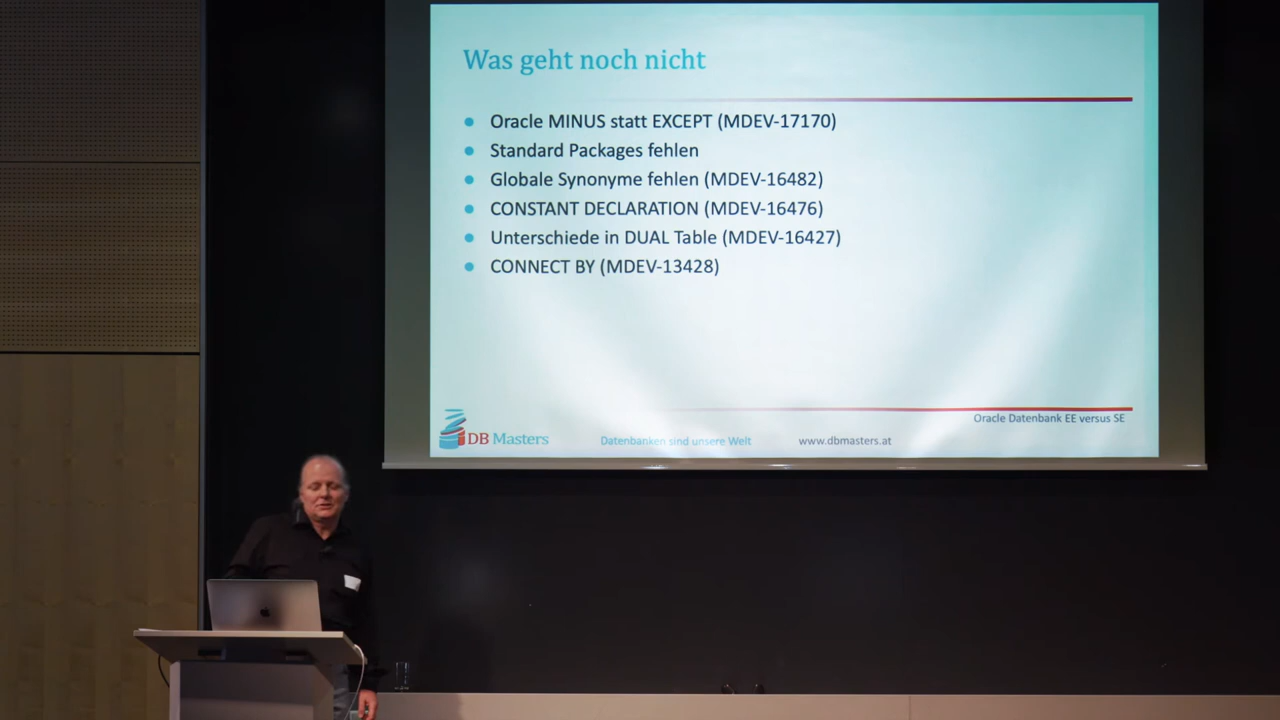 Was geht noch nicht
Oracle MINUS statt EXCEPT (MDEV-17170)
Standard Packages fehlen
Globale Synonyme fehlen (MDEV-16482)
CONSTANT DECLARATION (MDEV-16476)
Unterschiede in DUAL Table (MDEV-16427)
CONNECT BY (MDEV-13428)
Oracle Datenbank EE versus SE
DB Masters
Datenbanken sind unsere Welt
www.dbmasters.at